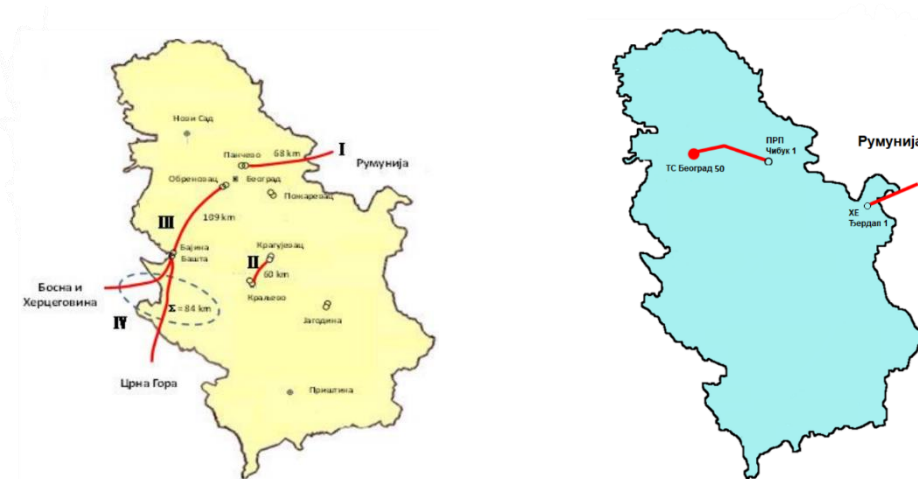 Нови Сад
Панчево
68 km
I
Румунија
Обреновац
Београд
Пожаревац
III
109 km
Бајина
Башта
Крагујевац
II
60 km
Краљево
Босна и
Херцеговина
Σ = 84 km
IV
Јагодина
Црна Гора
Приштина
ПРП
Чибук 1
ТС Београд 50
Румунија
ХЕ
Ђердап 1